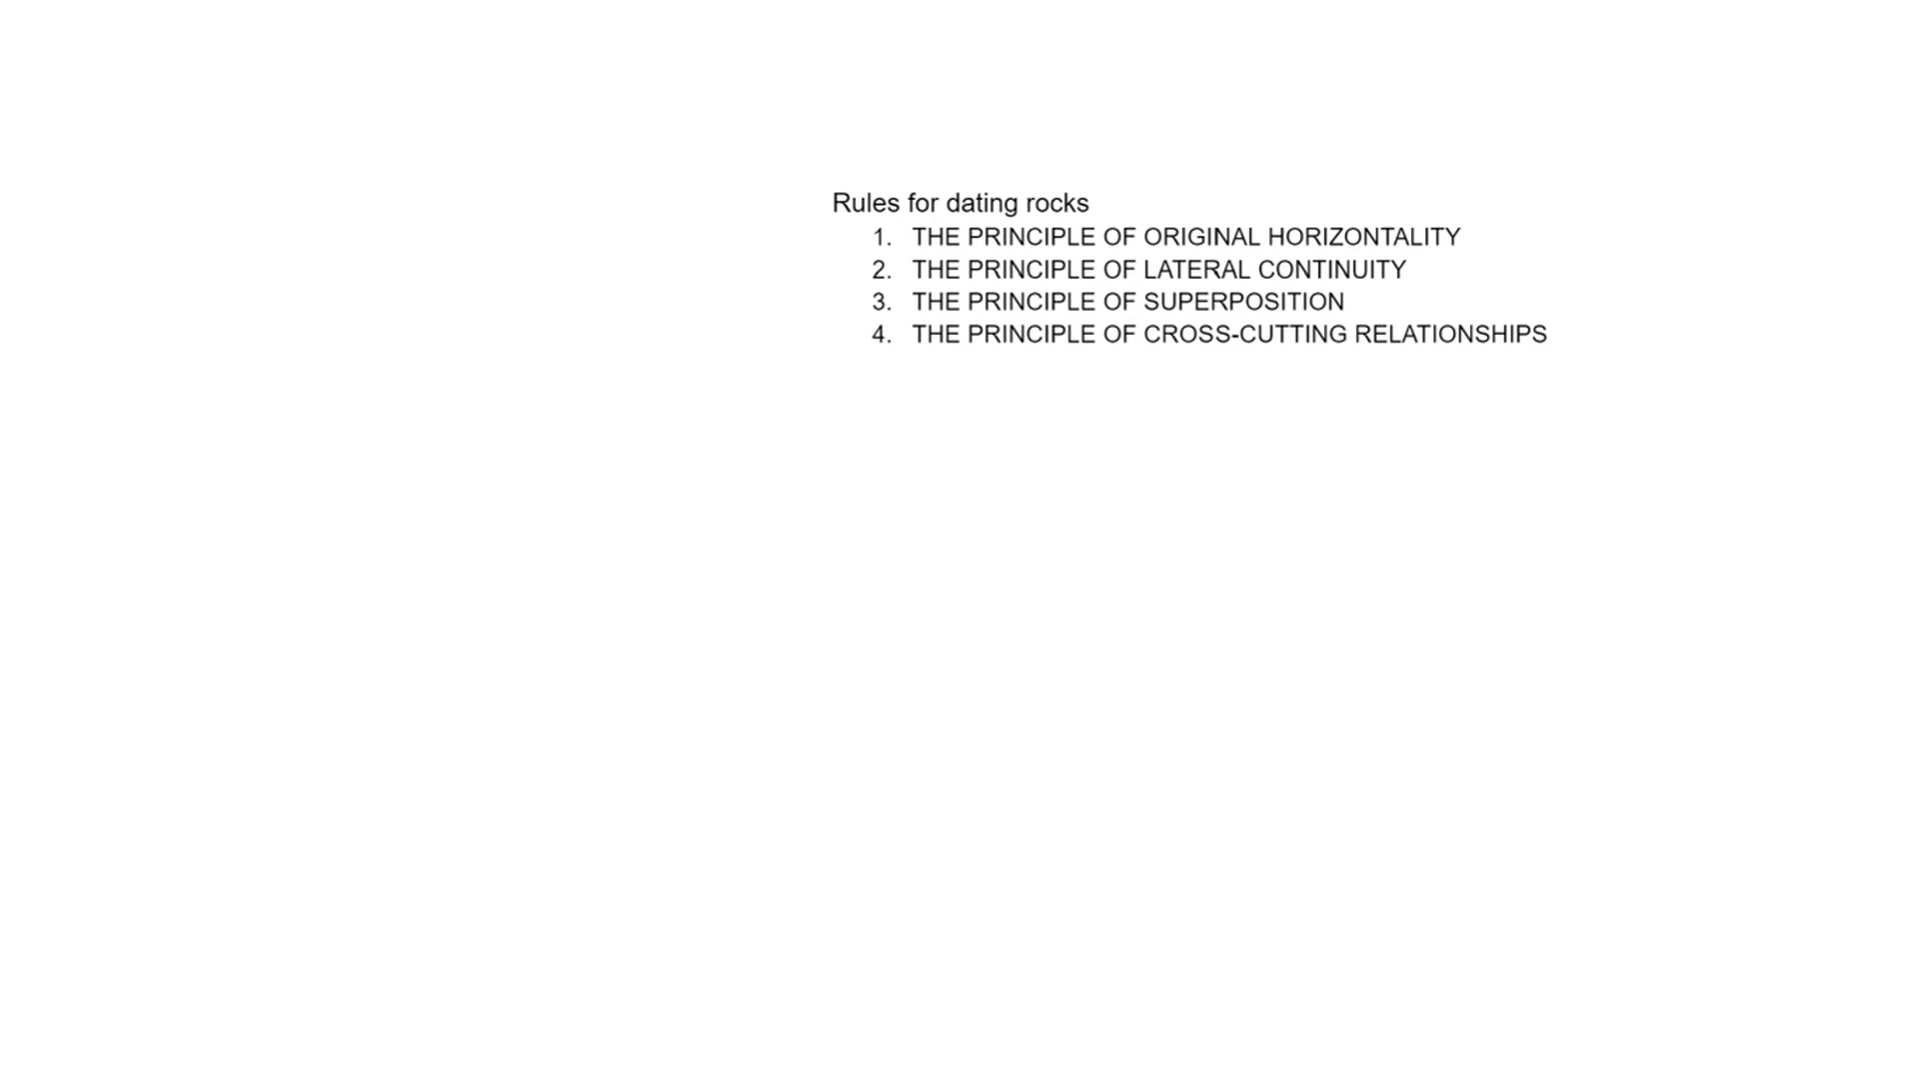 Rules for dating rocks
1. THE PRINCIPLE OF ORIGINAL HORIZONTALITY
2. THE PRINCIPLE OF LATERAL CONTINUITY
3. THE PRINCIPLE OF SUPERPOSITION
4. THE PRINCIPLE OF CROSS-CUTTING RELATIONSHIPS